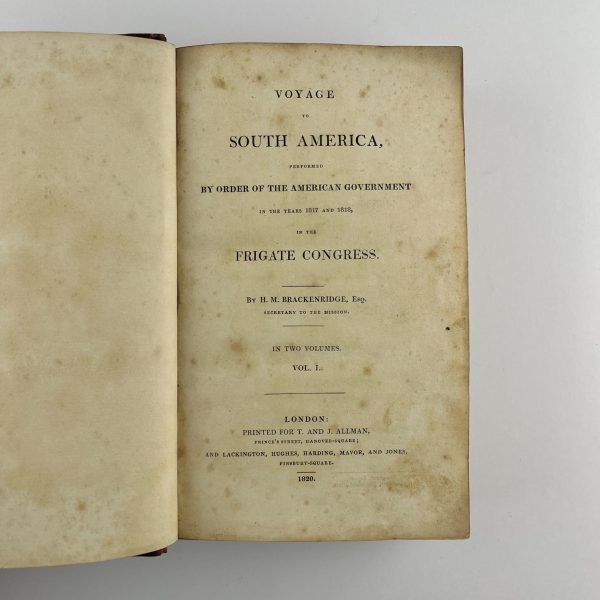 VOYAGE
TO
SOUTH AMERICA,
PERFORMED
BY ORDER OF THE AMERICAN GOVERNMENT
IN THE YEARS 1817 AND 1818,
IN THE
FRIGATE CONGRESS.
BY H. M. BRACKENRIDGE, ESQ.
SECRETARY TO THE MISSION.
IN TWO VOLUMES.
VOL. I.
LONDON:
PRINTED FOR T. AND J. ALLMAN,
PRINCE'S STREET, HANOVER-SQUARE;
AND LACKINGTON, HUGHES, HARDING, MAVOR, AND JONES,
FINSBURY-SQUARE.
1820.